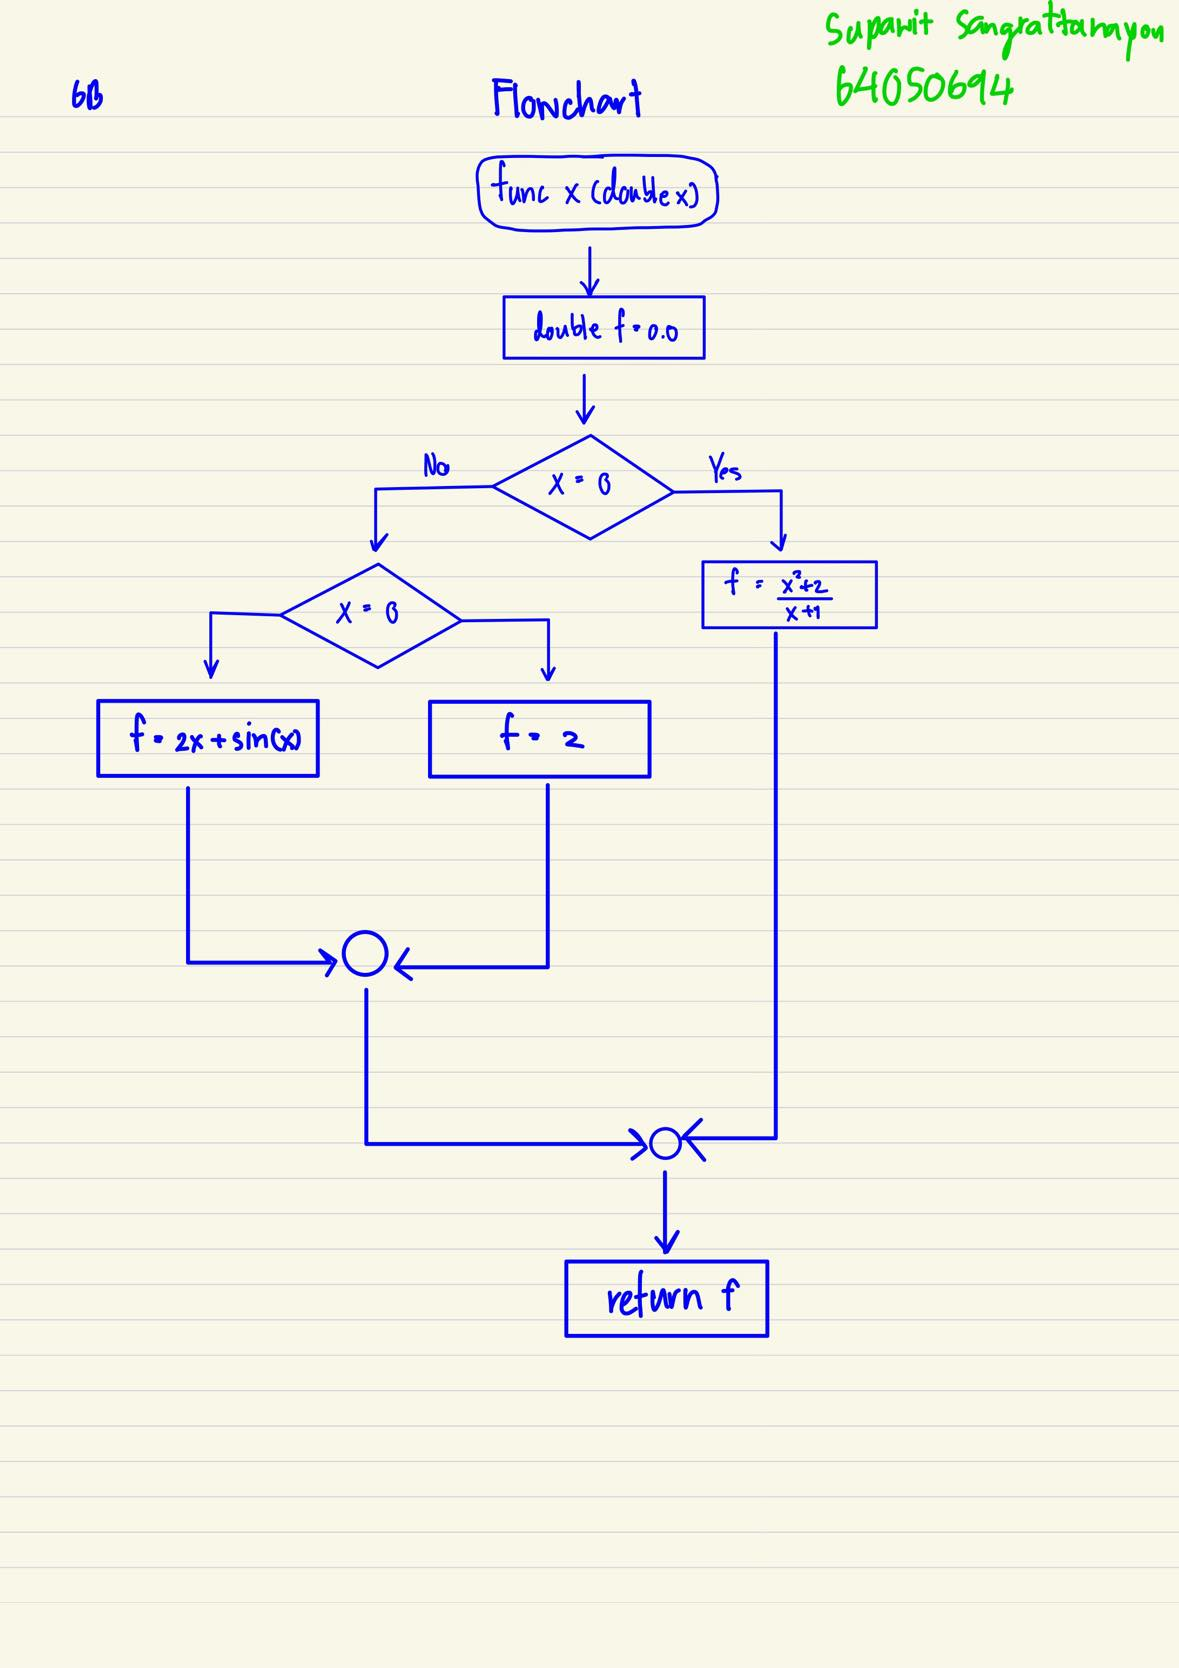 Suparit Sangrattanayon
64050694
6B
Flowchart
func x (double x)
double f = 0.0
No
x = 0
Yes
x = 0
f = x²+2
x+1
f = 2x + sin(x)
f = 2
return f